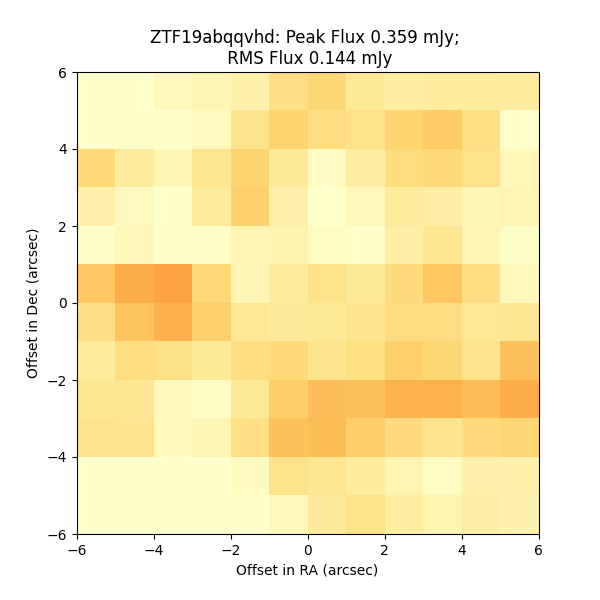 ZTF19abqqvhd: Peak Flux 0.359 mJy;
RMS Flux 0.144 mJy
6
4
2
0
−2
−4
−6
Offset in Dec (arcsec)
−6 −4 −2 0 2 4 6
Offset in RA (arcsec)